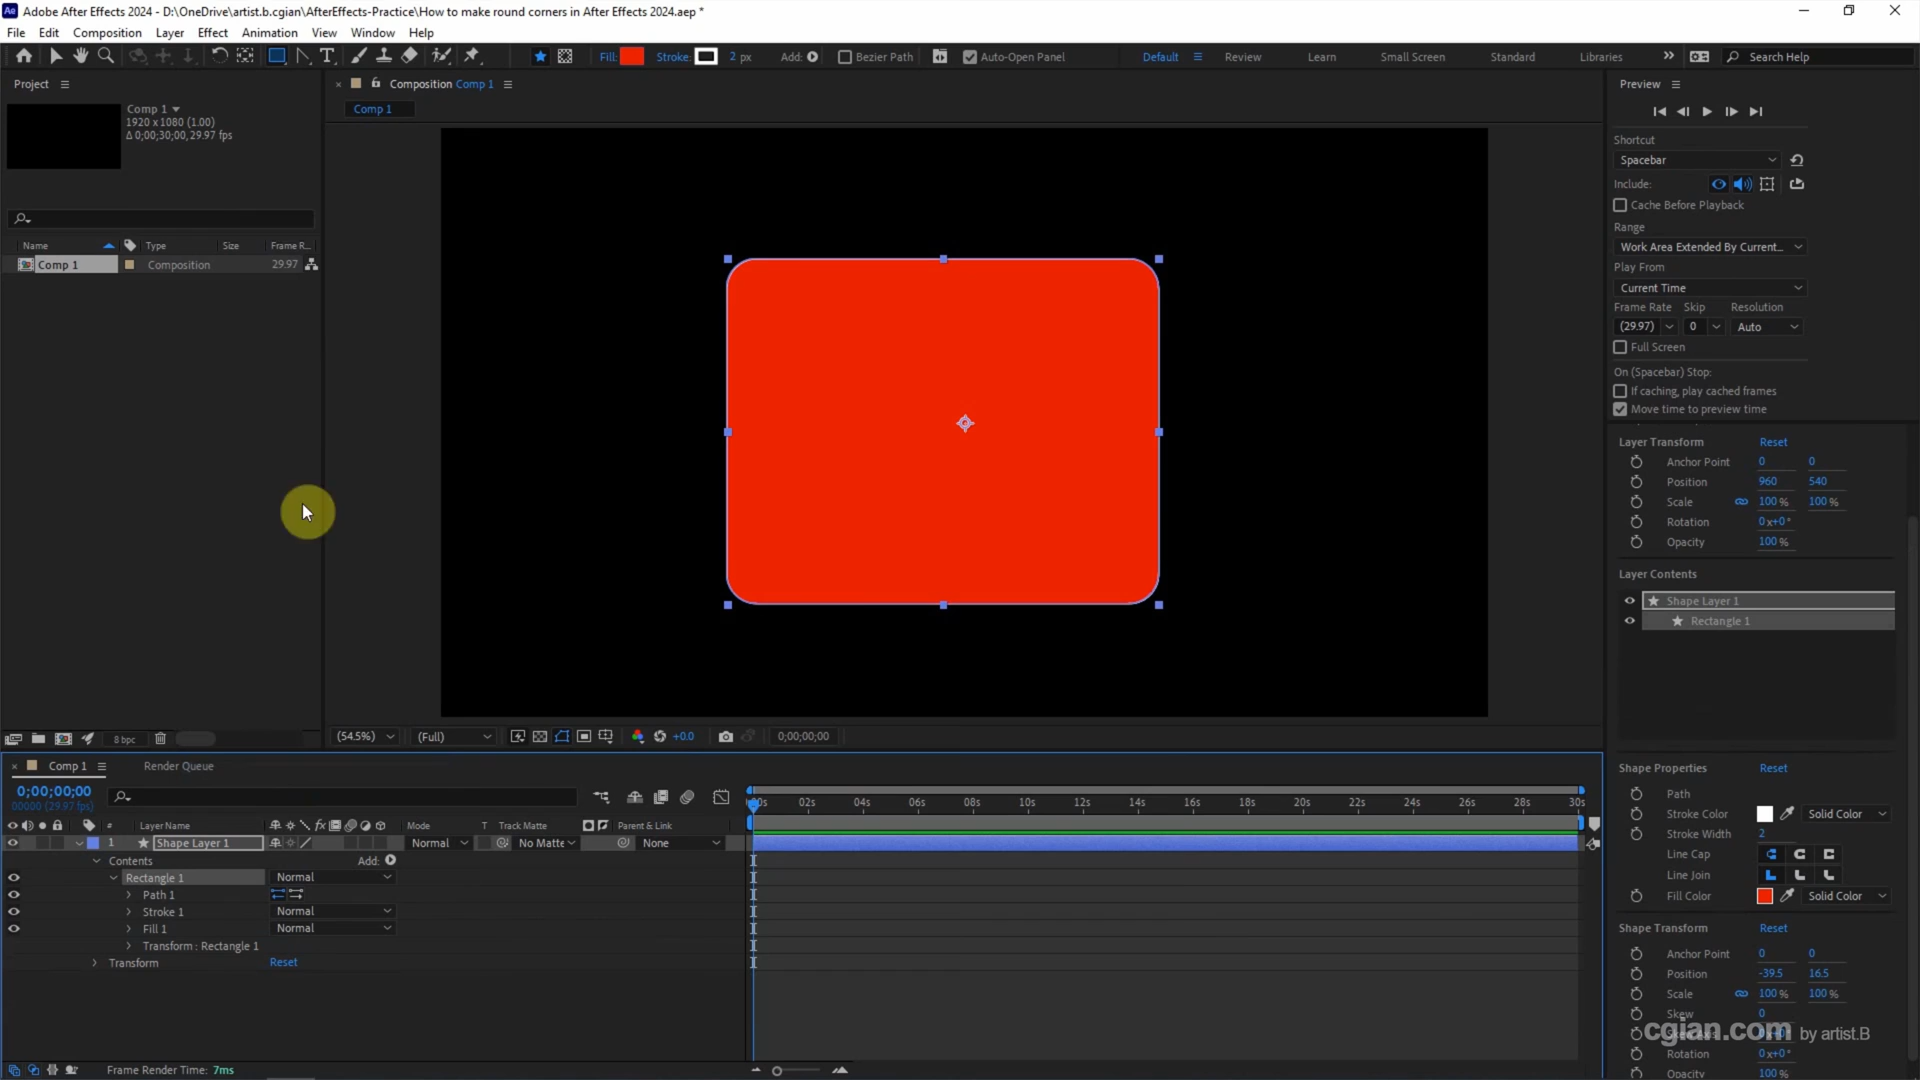 Adobe After Effects 2024 - D:\OneDrive\artist.b.cgian\AfterEffects-Practice\How to make round corners in After Effects 2024.aep *
File Edit Composition Layer Effect Animation View Window Help
Fill: Stroke: 2 px Add: Bezier Path Auto-Open Panel Default Review Learn Small Screen Standard Libraries Search Help
Project
Comp 1
1920 x 1080 (1.00)
Δ 0;00;30;00, 29.97 fps
Name Type Size Frame R...
Comp 1 Composition 29.97
8 bpc
Composition Comp 1
Comp 1
(54.5%) (Full) +0.0 0;00;00;00
Preview
Shortcut
Spacebar
Include:
Cache Before Playback
Range
Work Area Extended By Current...
Play From
Current Time
Frame Rate Skip Resolution
(29.97) 0 Auto
Full Screen
On (Spacebar) Stop:
If caching, play cached frames
Move time to preview time
Layer Transform Reset
Anchor Point 0 0
Position 960 540
Scale 100 % 100 %
Rotation 0x+0°
Opacity 100 %
Layer Contents
Shape Layer 1
Rectangle 1
Shape Properties Reset
Path
Stroke Color Solid Color
Stroke Width 2
Line Cap
Line Join
Fill Color Solid Color
Shape Transform Reset
Anchor Point 0 0
Position -39.5 16.5
Scale 100 % 100 %
Skew 0
Rotation 0x+0°
Opacity 100 %
cgian.com by artist.B
Comp 1 Render Queue
0;00;00;00
00000 (29.97 fps)
02s 04s 06s 08s 10s 12s 14s 16s 18s 20s 22s 24s 26s 28s 30s
# Layer Name Mode T Track Matte Parent & Link
1 Shape Layer 1 Normal No Matte None
Contents Add:
Rectangle 1 Normal
Path 1
Stroke 1 Normal
Fill 1 Normal
Transform : Rectangle 1
Transform Reset
Frame Render Time: 7ms